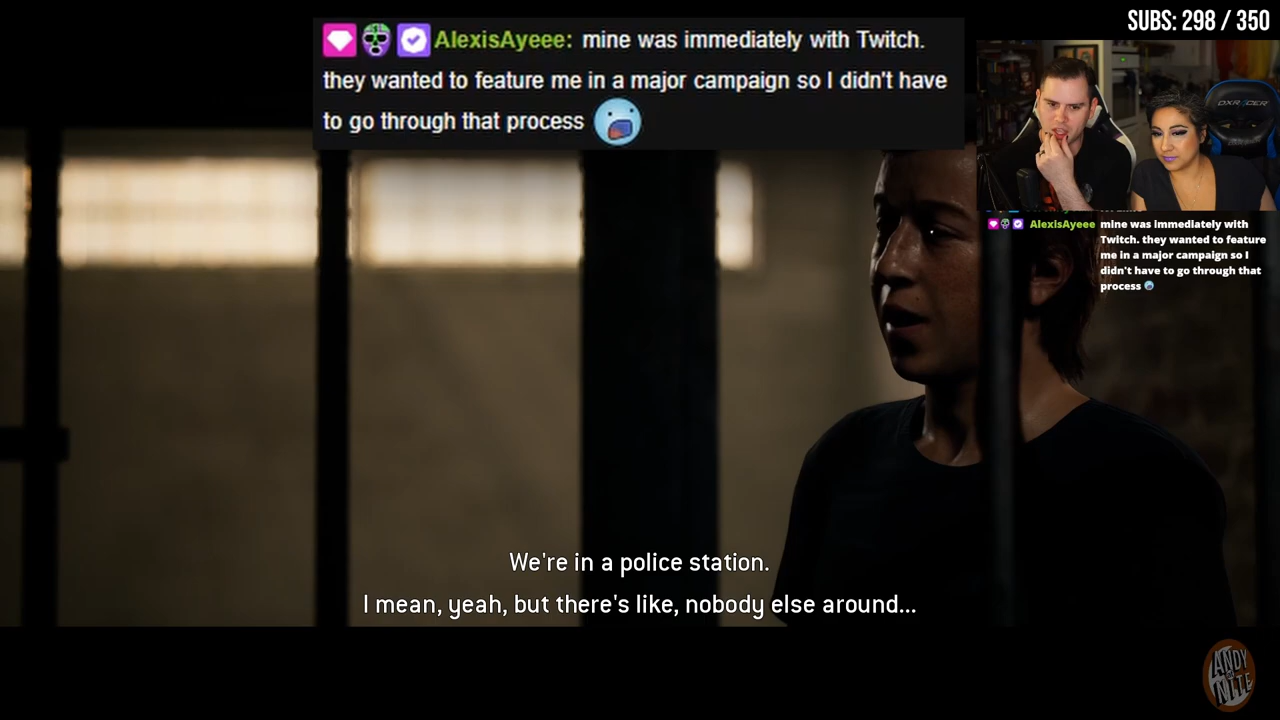 SUBS: 298 / 350
AlexisAyeee: mine was immediately with Twitch.
they wanted to feature me in a major campaign so I didn't have
to go through that process
DXRACER
AlexisAyeee mine was immediately with
Twitch. they wanted to feature
me in a major campaign so I
didn't have to go through that
process
We're in a police station.
I mean, yeah, but there's like, nobody else around...
ANDY
NITE